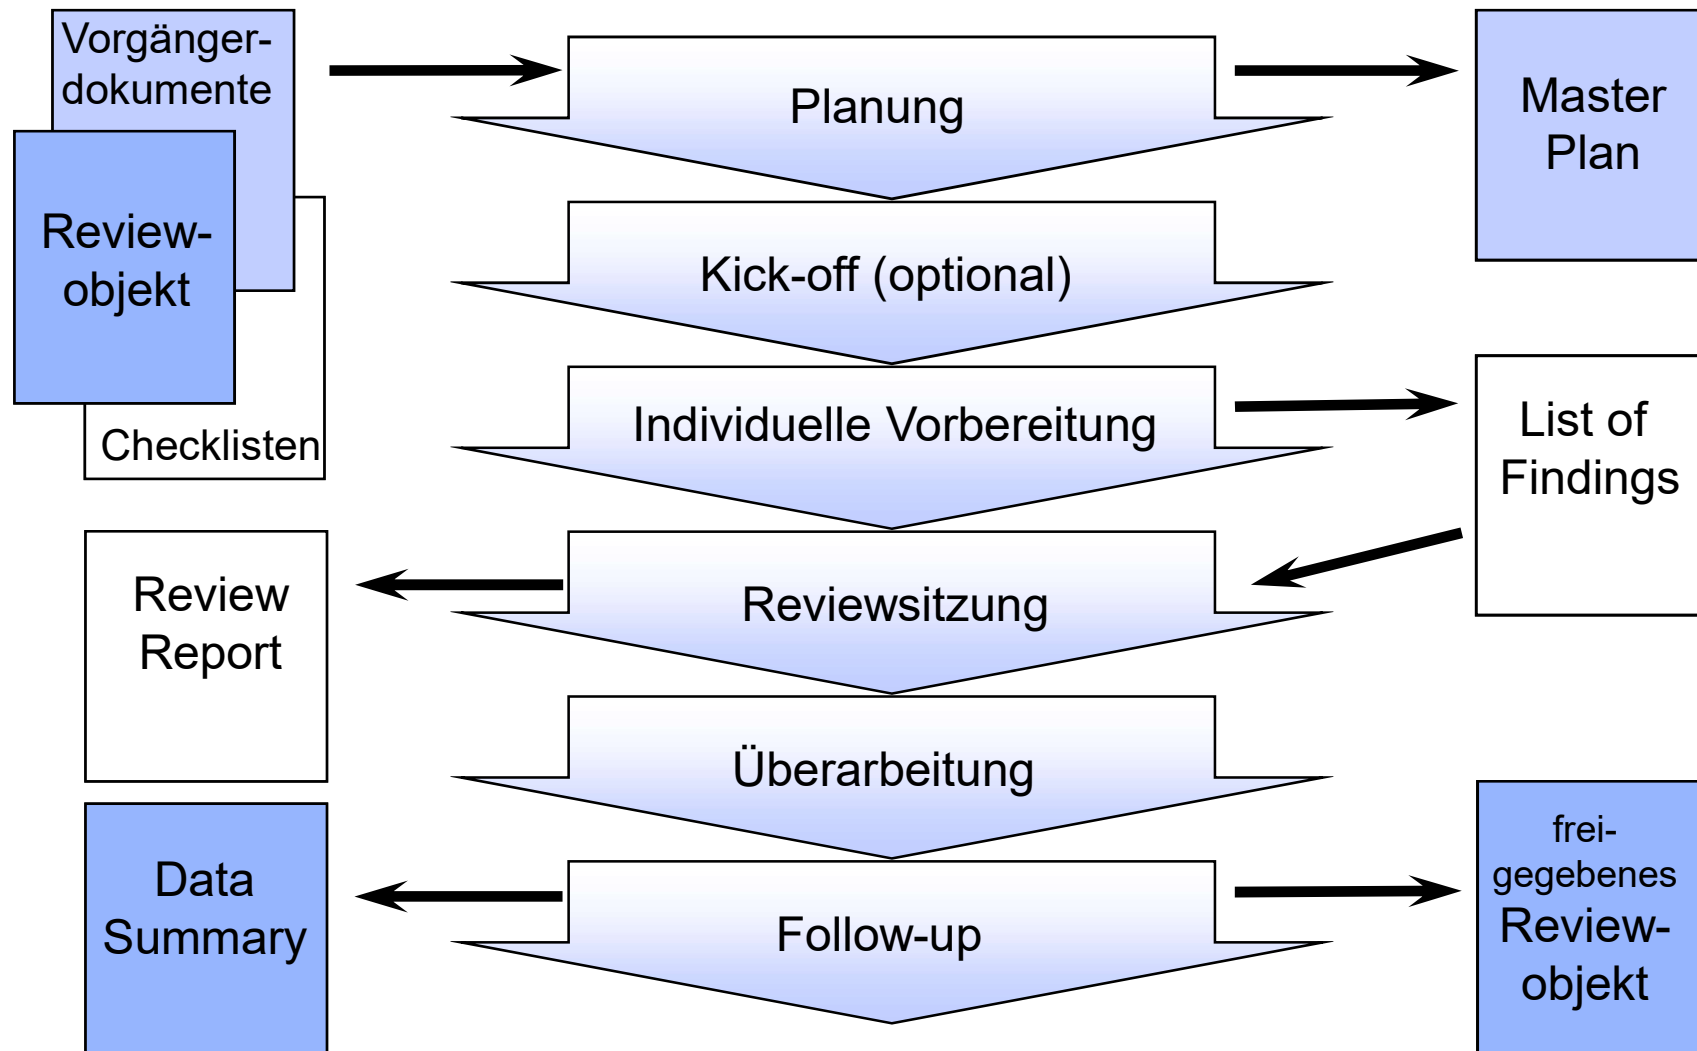 Vorgänger-
dokumente
Review-
objekt
Checklisten
Planung
Master
Plan
Kick-off (optional)
Individuelle Vorbereitung
List of
Findings
Reviewsitzung
Review
Report
Überarbeitung
Follow-up
Data
Summary
frei-
gegebenes
Review-
objekt